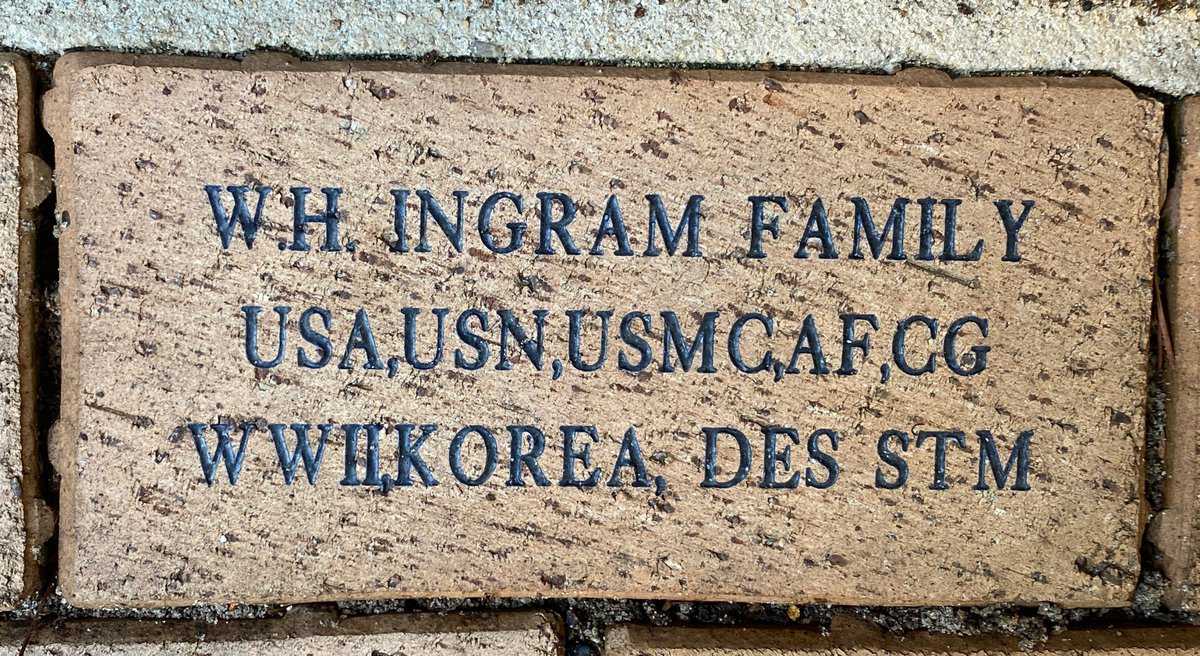 W.H. INGRAM FAMILY
USA,USN,USMC,AF,CG
WWII,KOREA, DES STM